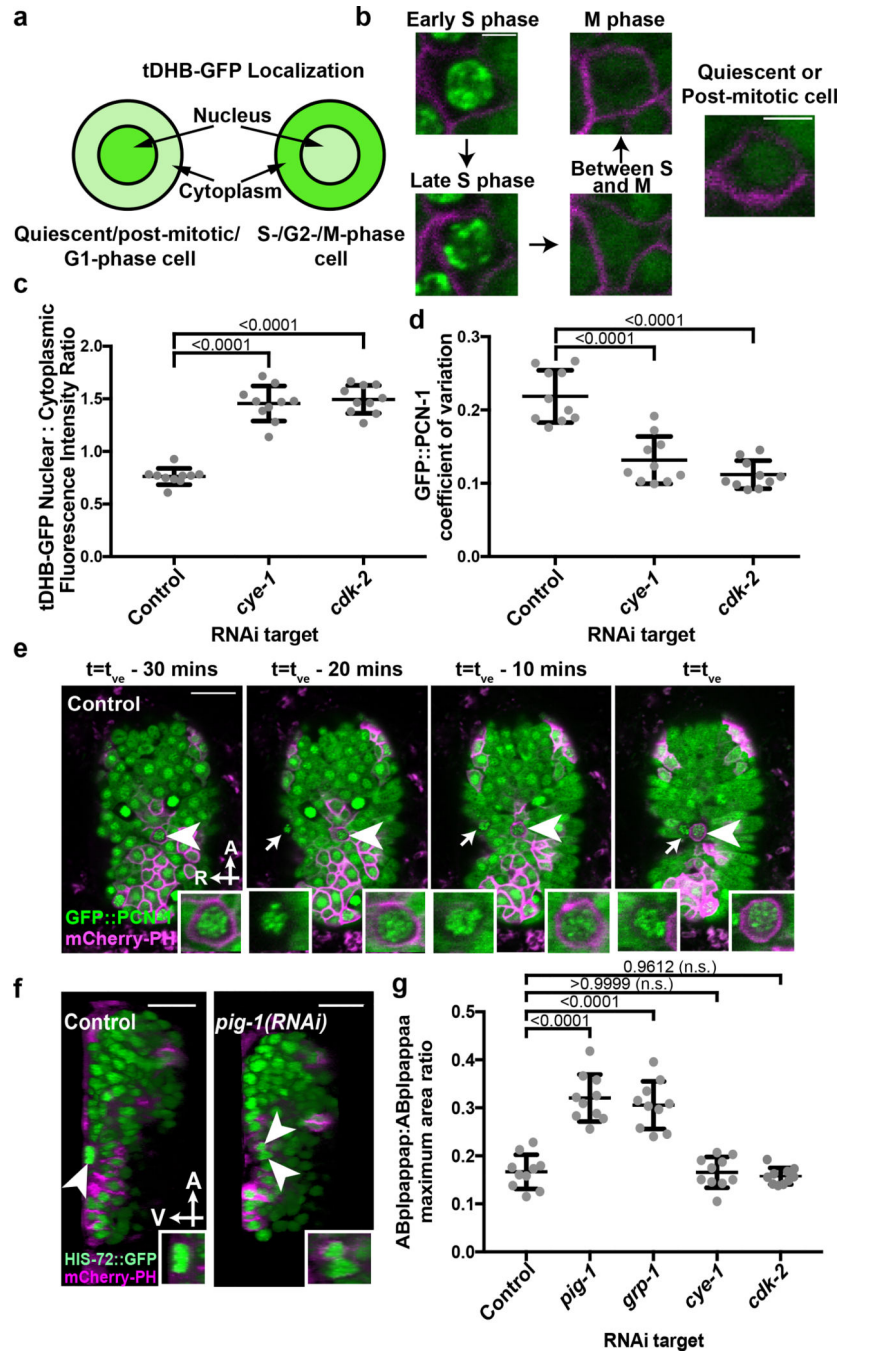 a
tDHB-GFP Localization
Nucleus
Cytoplasm
Quiescent/post-mitotic/
G1-phase cell
S-/G2-/M-phase
cell
b
Early S phase
M phase
Quiescent or
Post-mitotic cell
Late S phase
Between S
and M
c
tDHB-GFP Nuclear : Cytoplasmic
Fluorescence Intensity Ratio
2.0
1.5
1.0
0.5
0.0
<0.0001
<0.0001
Control
cye-1
cdk-2
RNAi target
d
GFP::PCN-1
coefficient of variation
0.3
0.2
0.1
0.0
<0.0001
<0.0001
Control
cye-1
cdk-2
RNAi target
e
t=tve - 30 mins
t=tve - 20 mins
t=tve - 10 mins
t=tve
Control
A
R
GFP::PCN-1
mCherry-PH
f
Control
pig-1(RNAi)
A
V
HIS-72::GFP
mCherry-PH
g
ABplpappap:ABplpappaa
maximum area ratio
0.5
0.4
0.3
0.2
0.1
0.0
0.9612 (n.s.)
>0.9999 (n.s.)
<0.0001
<0.0001
Control
pig-1
grp-1
cye-1
cdk-2
RNAi target